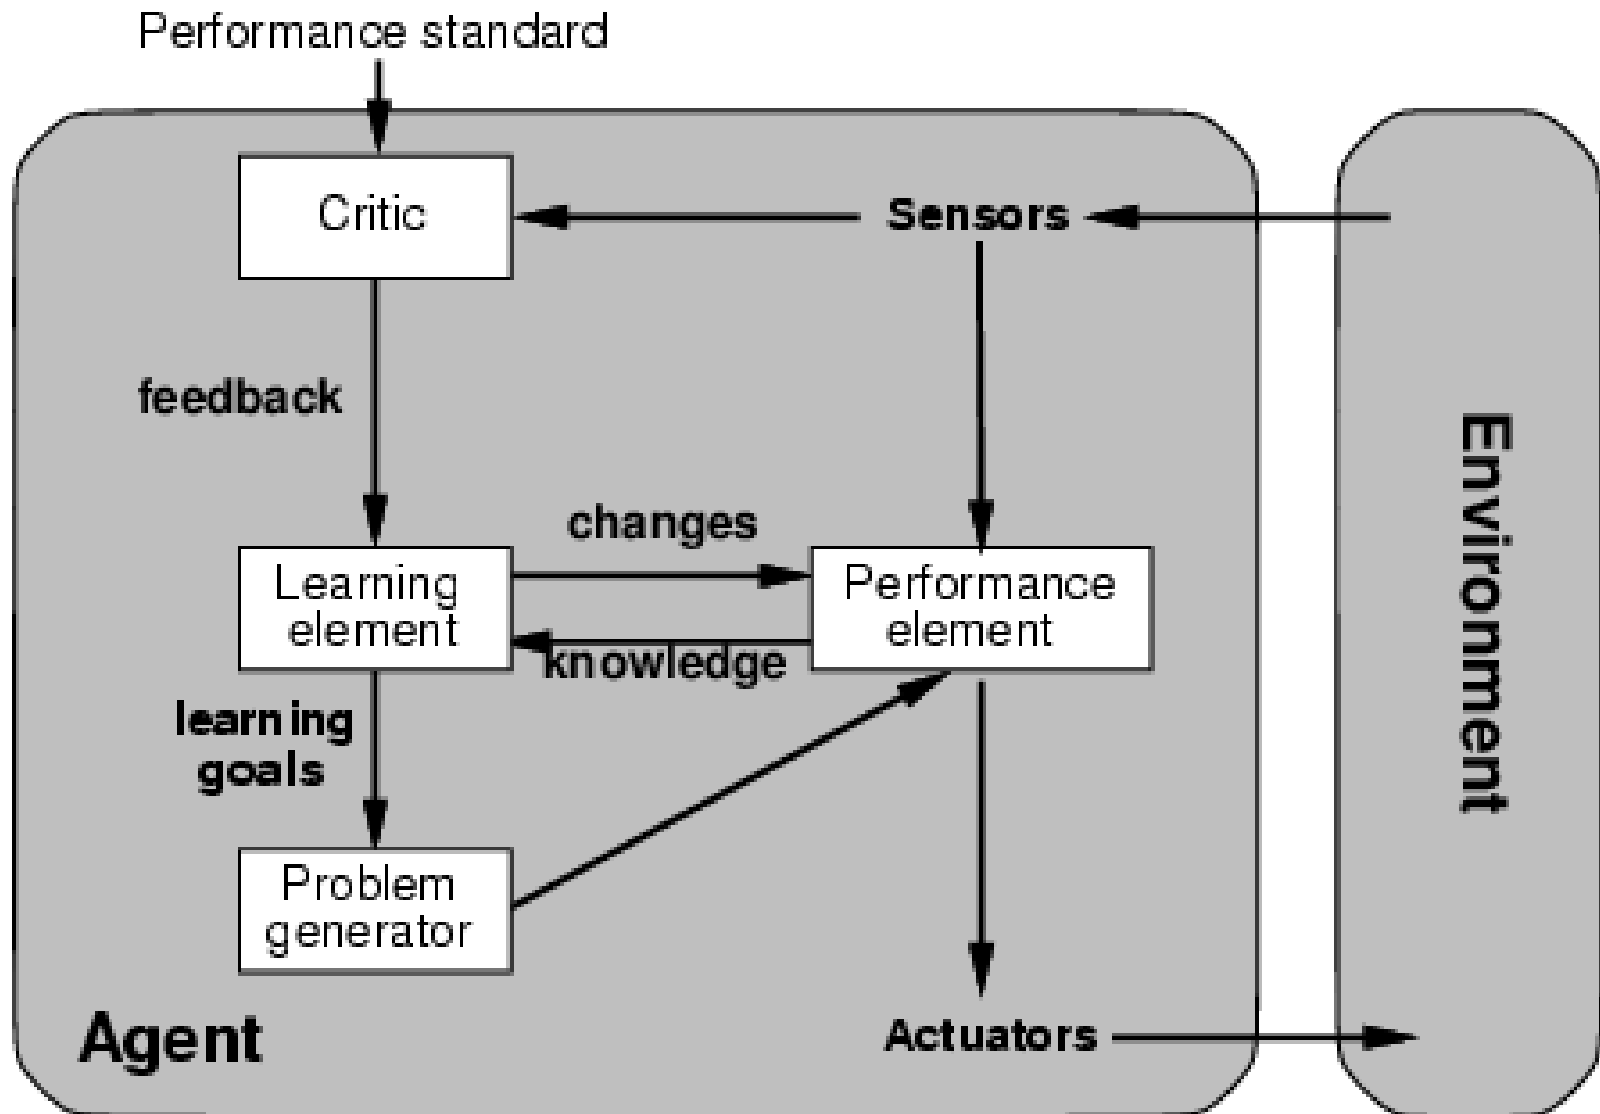 Performance standard
Critic
Sensors
feedback
changes
Learning
element
Performance
element
knowledge
learning
goals
Problem
generator
Agent
Actuators
Environment